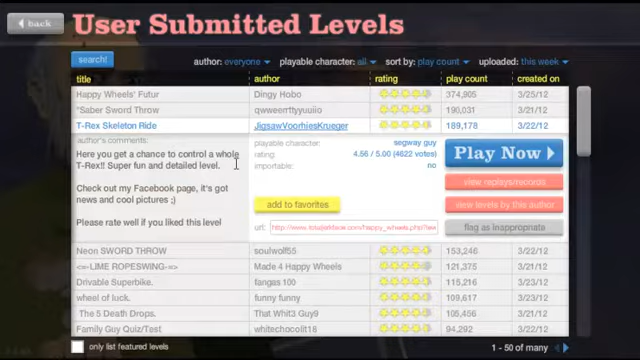 back
User Submitted Levels
search!
author: everyone playable character: all sort by: play count uploaded: this week
title author rating play count created on
Happy Wheels' Futur Dingy Hobo 374,905 3/25/12
"Saber Sword Throw qwweerrttyyuuiio 190,031 3/21/12
T-Rex Skeleton Ride JigsawVoorhiesKrueger 189,178 3/22/12
author's comments:
Here you get a chance to control a whole
T-Rex!! Super fun and detailed level.
Check out my Facebook page, it's got
news and cool pictures ;)
Please rate well if you liked this level
playable character: segway guy
rating 4.56 / 5.00 (4622 votes)
importable: no
add to favorites
url: http://www.totaljerkface.com/happy_wheels.php?lev
Play Now
view replays/records
view levels by this author
flag as inappropriate
Neon SWORD THROW soulwolf55 153,246 3/22/12
<=-LIME ROPESWING-=> Made 4 Happy Wheels 121,375 3/21/12
Drivable Superbike. fangas 100 115,216 3/23/12
wheel of luck. funny funny 109,617 3/23/12
The 5 Death Drops. That Whit3 Guy9 105,456 3/21/12
Family Guy Quiz/Test whitechocolit18 94,292 3/22/12
only list featured levels
1 - 50 of many